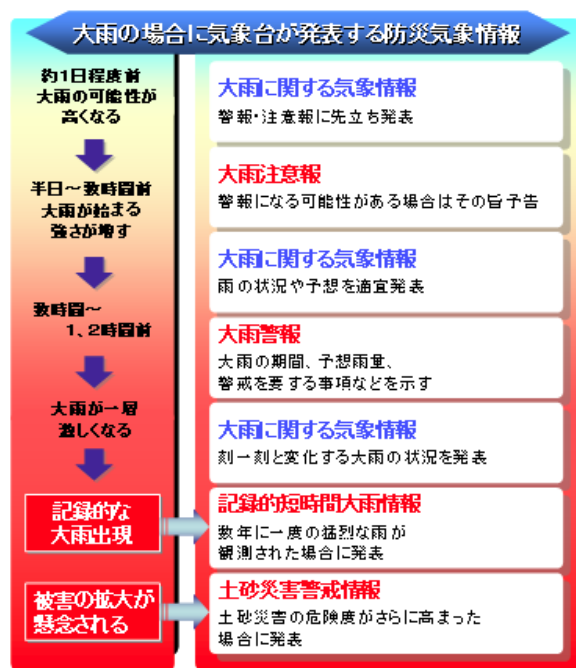 大雨の場合に気象台が発表する防災気象情報
約1日程度前
大雨の可能性が
高くなる
大雨に関する気象情報
警報・注意報に先立ち発表
半日～数時間前
大雨が始まる
強さが増す
大雨注意報
警報になる可能性がある場合はその旨予告
大雨に関する気象情報
雨の状況や予想を適宜発表
数時間～
1、2時間前
大雨警報
大雨の期間、予想雨量、
警戒を要する事項などを示す
大雨が一層
激しくなる
大雨に関する気象情報
刻一刻と変化する大雨の状況を発表
記録的な
大雨出現
記録的短時間大雨情報
数年に一度の猛烈な雨が
観測された場合に発表
被害の拡大が
懸念される
土砂災害警戒情報
土砂災害の危険度がさらに高まった
場合に発表